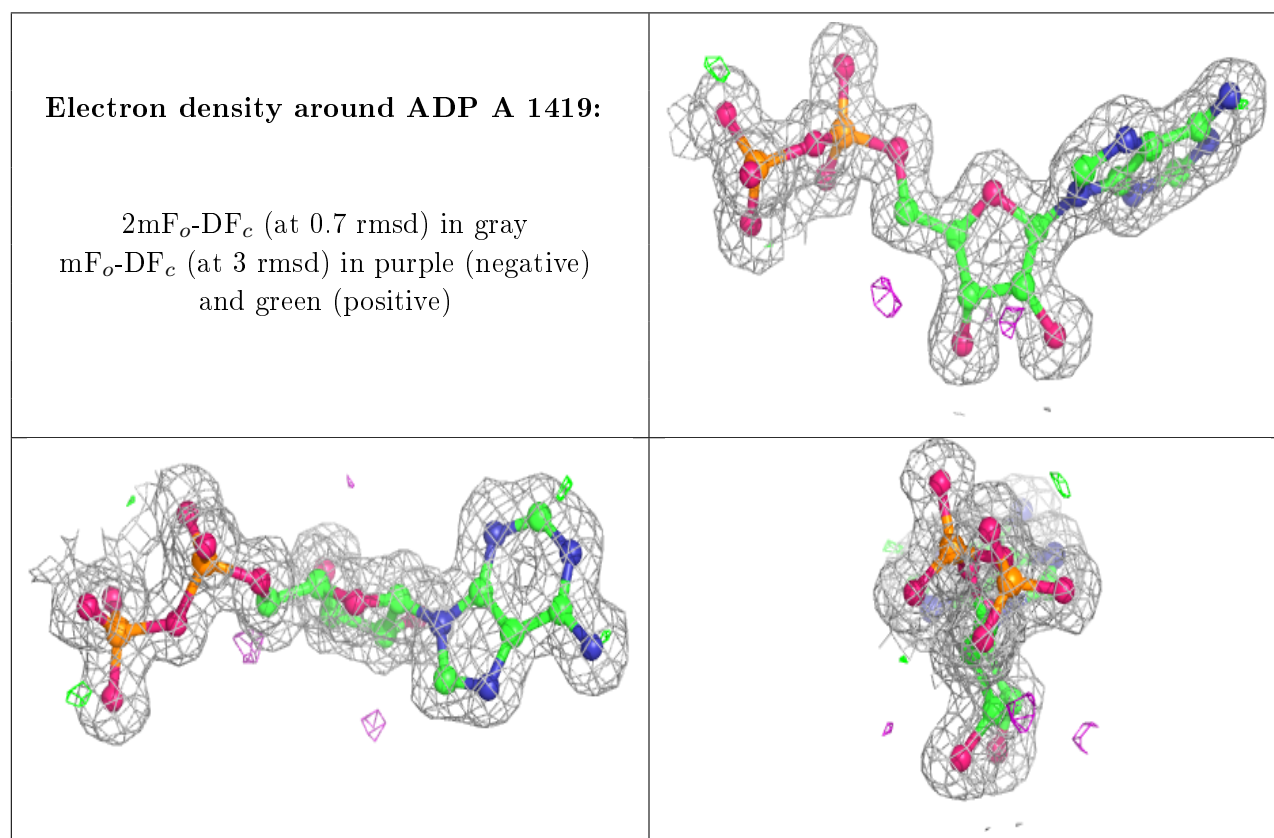 Electron density around ADP A 1419:
2mFo-DFc (at 0.7 rmsd) in gray
mFo-DFc (at 3 rmsd) in purple (negative)
and green (positive)